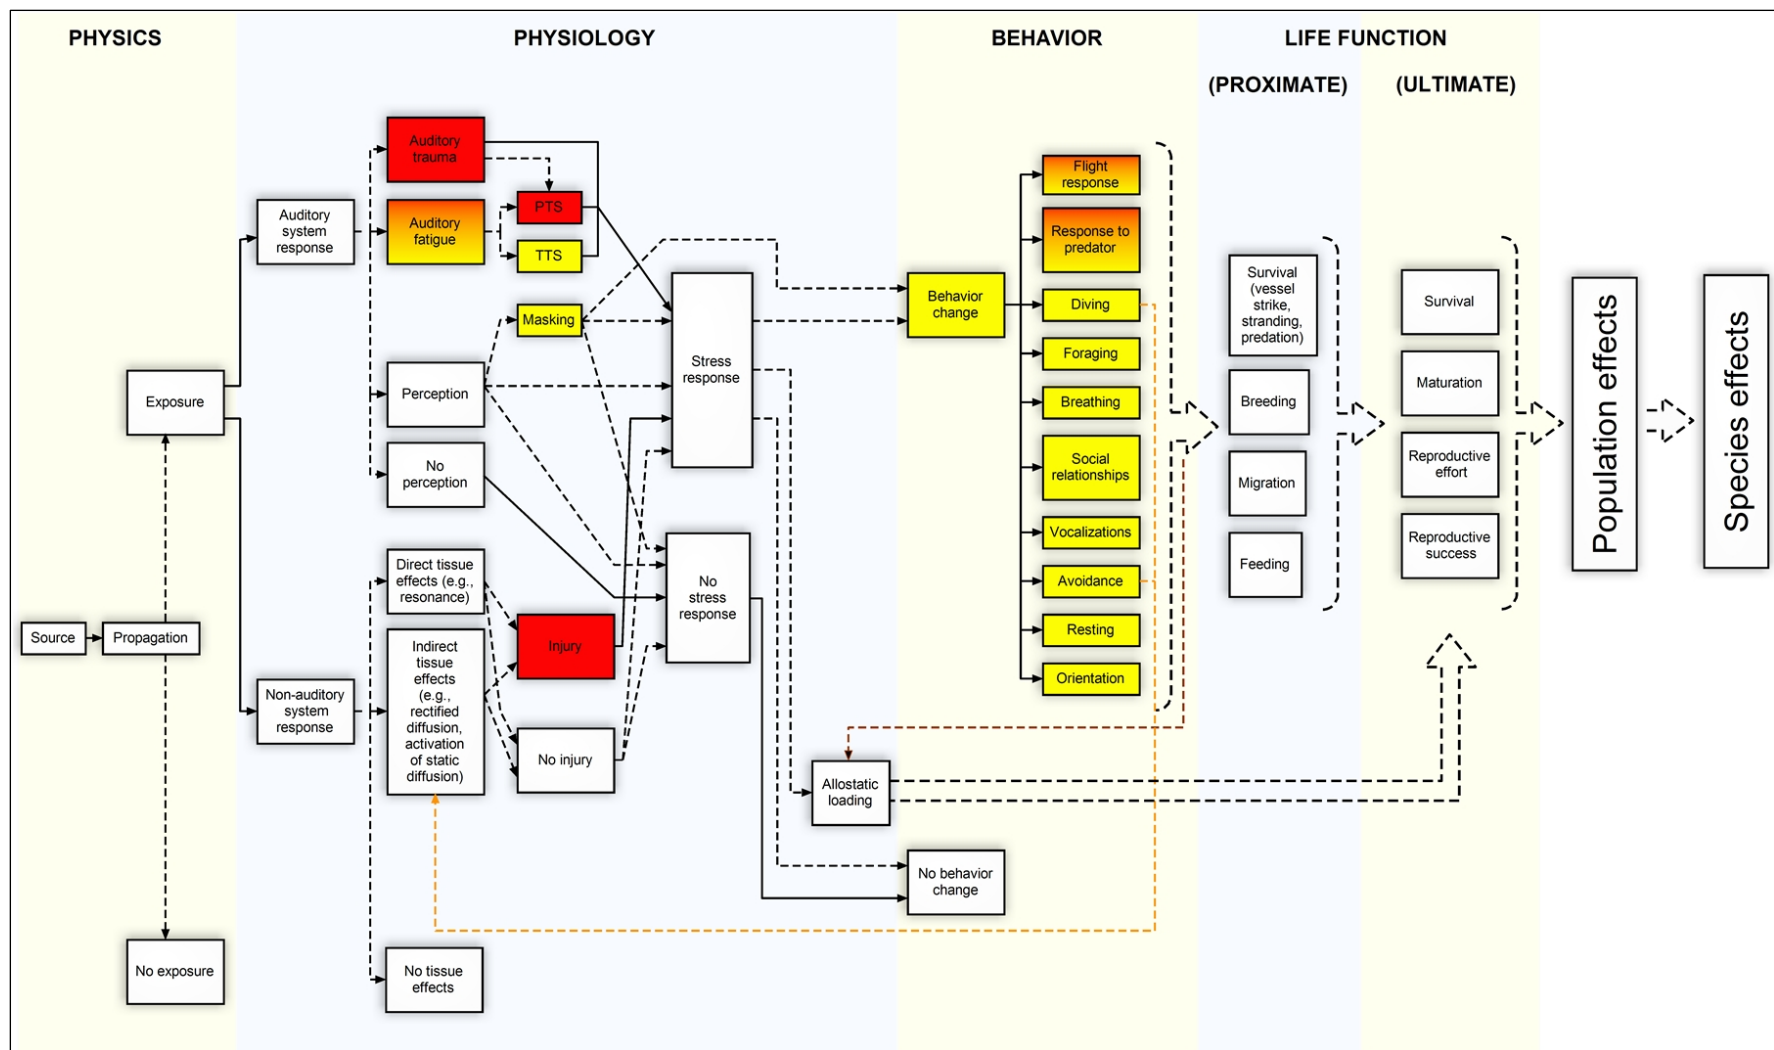 PHYSICS
PHYSIOLOGY
BEHAVIOR
LIFE FUNCTION
(PROXIMATE)
(ULTIMATE)
Source
Propagation
Exposure
No exposure
Auditory
system
response
Non-auditory
system
response
Auditory
trauma
Auditory
fatigue
Perception
No
perception
Direct tissue
effects (e.g.,
resonance)
Indirect
tissue
effects
(e.g.,
rectified
diffusion,
activation
of static
diffusion)
No tissue
effects
PTS
TTS
Masking
Injury
No injury
Stress
response
No
stress
response
Allostatic
loading
Behavior
change
No behavior
change
Flight
response
Response to
predator
Diving
Foraging
Breathing
Social
relationships
Vocalizations
Avoidance
Resting
Orientation
Survival
(vessel
strike,
stranding,
predation)
Breeding
Migration
Feeding
Survival
Maturation
Reproductive
effort
Reproductive
success
Population effects
Species effects